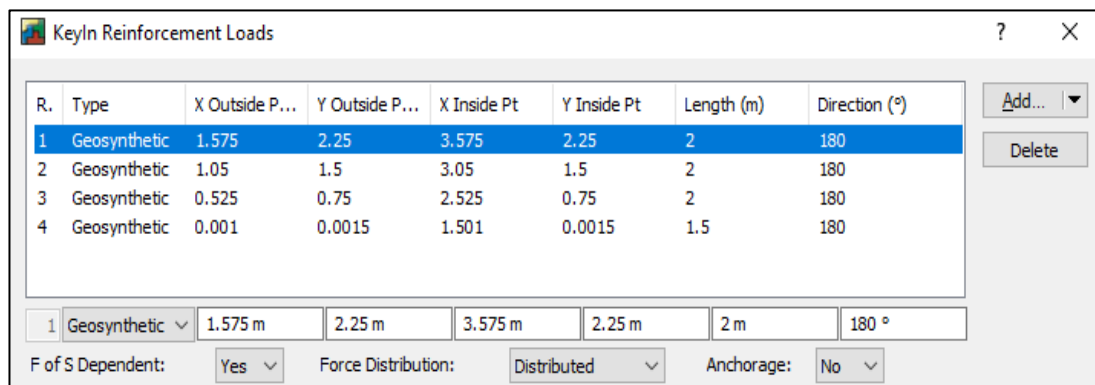 KeyIn Reinforcement Loads ? X
R. Type X Outside P... Y Outside P... X Inside Pt Y Inside Pt Length (m) Direction (°) Add...
1 Geosynthetic 1.575 2.25 3.575 2.25 2 180 Delete
2 Geosynthetic 1.05 1.5 3.05 1.5 2 180
3 Geosynthetic 0.525 0.75 2.525 0.75 2 180
4 Geosynthetic 0.001 0.0015 1.501 0.0015 1.5 180
1 Geosynthetic 1.575 m 2.25 m 3.575 m 2.25 m 2 m 180 °
F of S Dependent: Yes Force Distribution: Distributed Anchorage: No